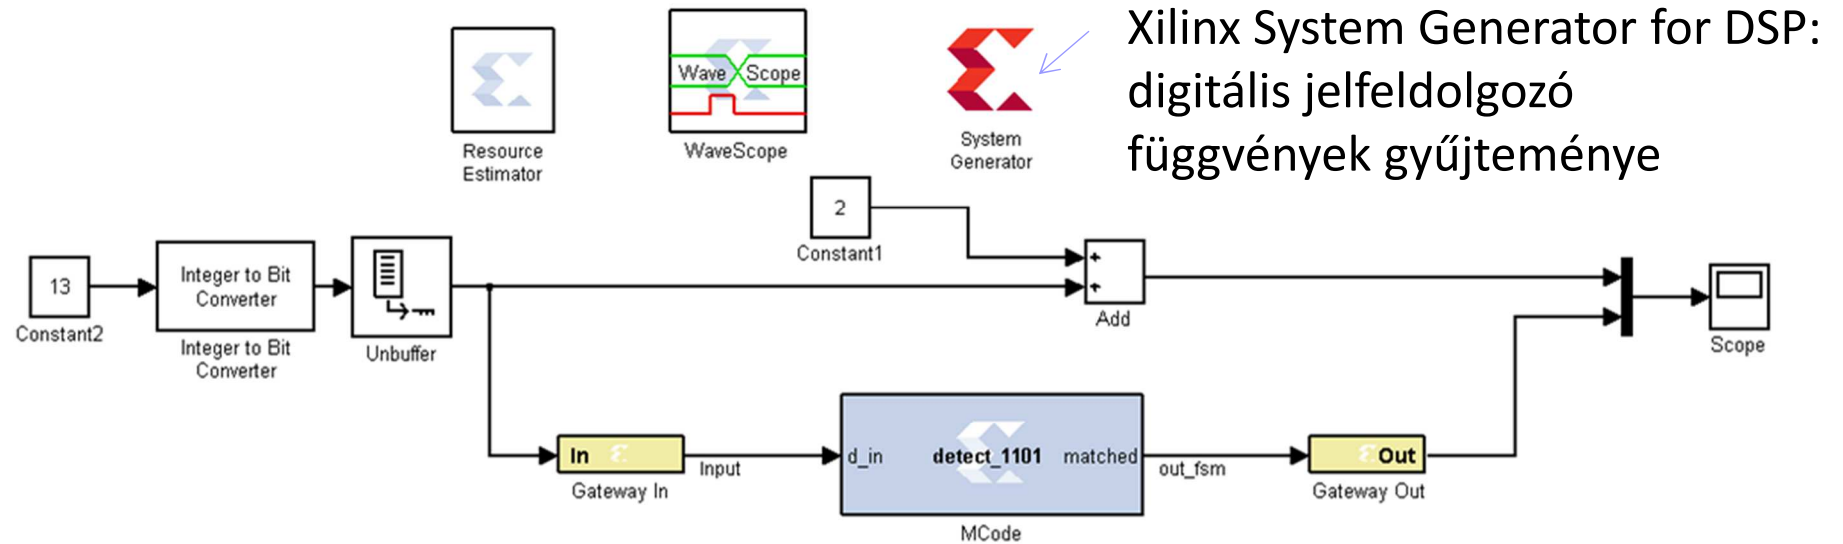 Xilinx System Generator for DSP:
digitális jelfeldolgozó
függvények gyűjteménye
Wave Scope
Resource
Estimator
WaveScope
System
Generator
2
Constant1
13
Constant2
Integer to Bit
Converter
Integer to Bit
Converter
Unbuffer
+
+
Add
Scope
In
Gateway In
Input
d_in
detect_1101
matched
MCode
out_fsm
Out
Gateway Out